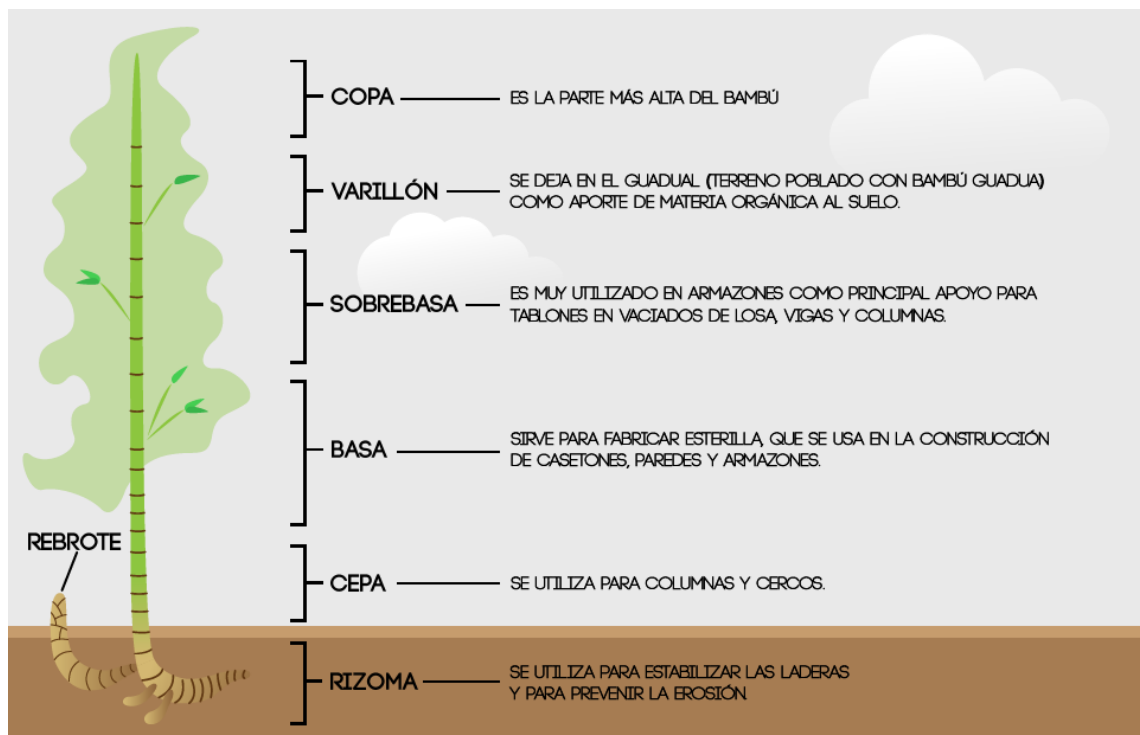 COPA
ES LA PARTE MÁS ALTA DEL BAMBÚ
VARILLÓN
SE DEJA EN EL GUADUAL (TERRENO POBLADO CON BAMBÚ GUADUA)
COMO APORTE DE MATERIA ORGÁNICA AL SUELO.
SOBREBASA
ES MUY UTILIZADO EN ARMAZONES COMO PRINCIPAL APOYO PARA
TABLONES EN VACIADOS DE LOSA, VIGAS Y COLUMNAS.
BASA
SIRVE PARA FABRICAR ESTERILLA, QUE SE USA EN LA CONSTRUCCIÓN
DE CASETONES, PAREDES Y ARMAZONES.
REBROTE
CEPA
SE UTILIZA PARA COLUMNAS Y CERCOS.
RIZOMA
SE UTILIZA PARA ESTABILIZAR LAS LADERAS
Y PARA PREVENIR LA EROSIÓN.